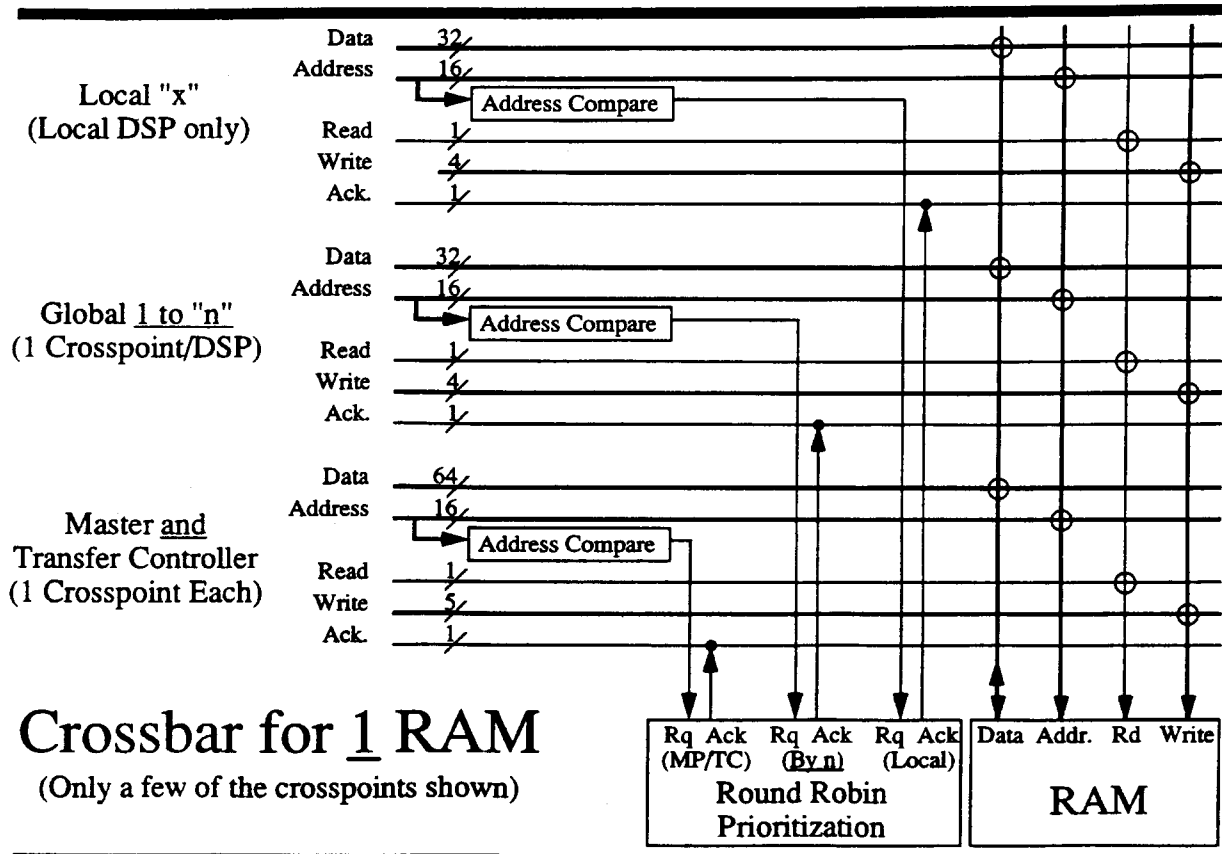 Local "x"
(Local DSP only)
Data 32
Address 16
Address Compare
Read 1
Write 4
Ack. 1
Global 1 to "n"
(1 Crosspoint/DSP)
Data 32
Address 16
Address Compare
Read 1
Write 4
Ack. 1
Master and
Transfer Controller
(1 Crosspoint Each)
Data 64
Address 16
Address Compare
Read 1
Write 5
Ack. 1
Crossbar for 1 RAM
(Only a few of the crosspoints shown)
Rq Ack Rq Ack Rq Ack
(MP/TC) (By n) (Local)
Round Robin
Prioritization
Data Addr. Rd Write
RAM